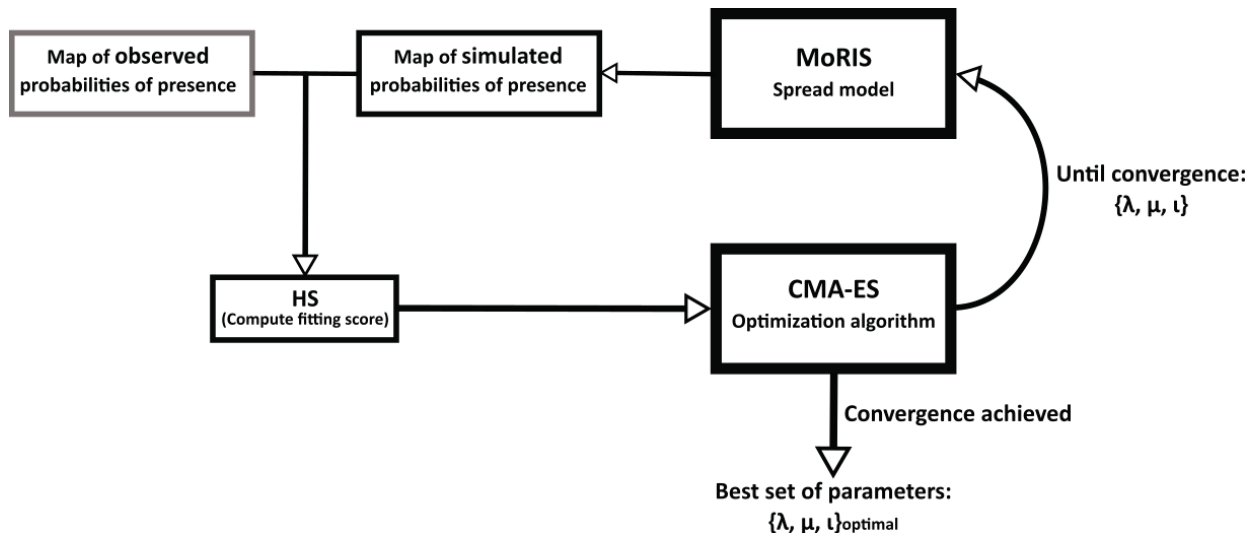 Map of observed
probabilities of presence
Map of simulated
probabilities of presence
MoRIS
Spread model
Until convergence:
{λ, μ, ι}
HS
(Compute fitting score)
CMA-ES
Optimization algorithm
Convergence achieved
Best set of parameters:
{λ, μ, ι}optimal